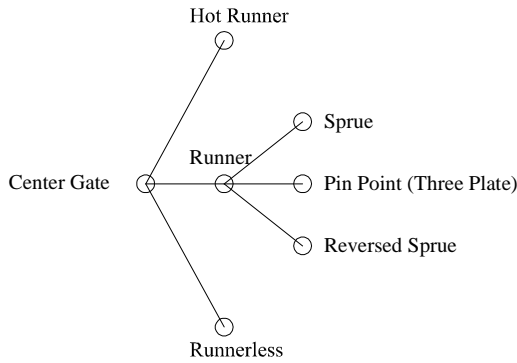 Hot Runner
Sprue
Runner
Center Gate
Pin Point (Three Plate)
Reversed Sprue
Runnerless